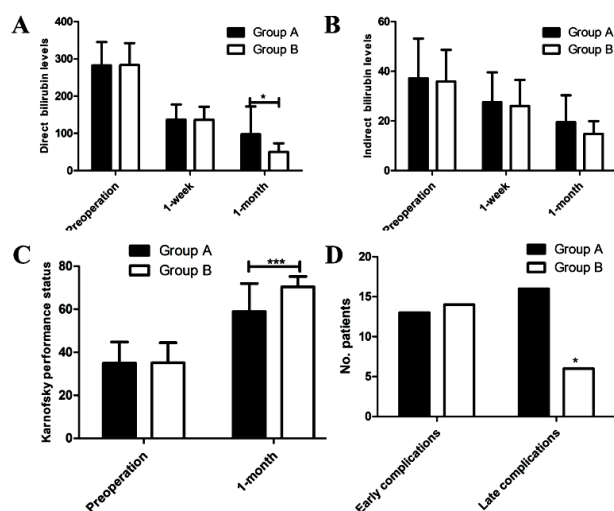 A
Group A
Group B
Direct bilirubin levels
400
300
200
100
0
*
Preoperation
1-week
1-month
B
Group A
Group B
Indirect bilirubin levels
60
40
20
0
Preoperation
1-week
1-month
C
Group A
Group B
Karnofsky performance status
80
60
40
20
0
***
Preoperation
1-month
D
Group A
Group B
No. patients
20
15
10
5
0
*
Early complications
Late complications